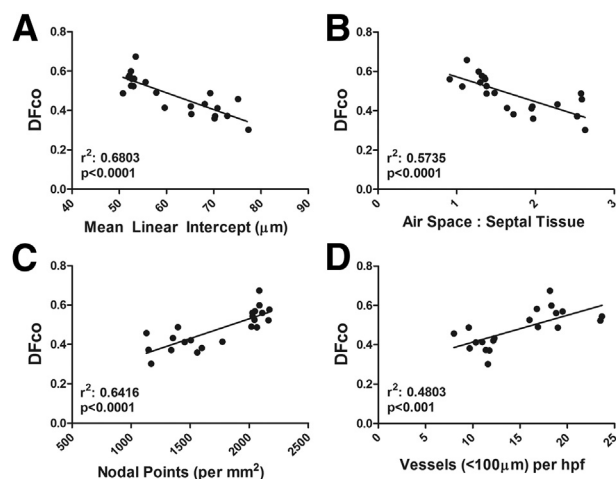 A
DFco
0.8
0.6
0.4
0.2
0.0
r²: 0.6803
p<0.0001
40 50 60 70 80 90
Mean Linear Intercept (μm)
B
DFco
0.8
0.6
0.4
0.2
0.0
r²: 0.5735
p<0.0001
0 1 2 3
Air Space : Septal Tissue
C
DFco
0.8
0.6
0.4
0.2
0.0
r²: 0.6416
p<0.0001
500 1000 1500 2000 2500
Nodal Points (per mm²)
D
DFco
0.8
0.6
0.4
0.2
0.0
r²: 0.4803
p<0.001
0 5 10 15 20 25
Vessels (<100μm) per hpf